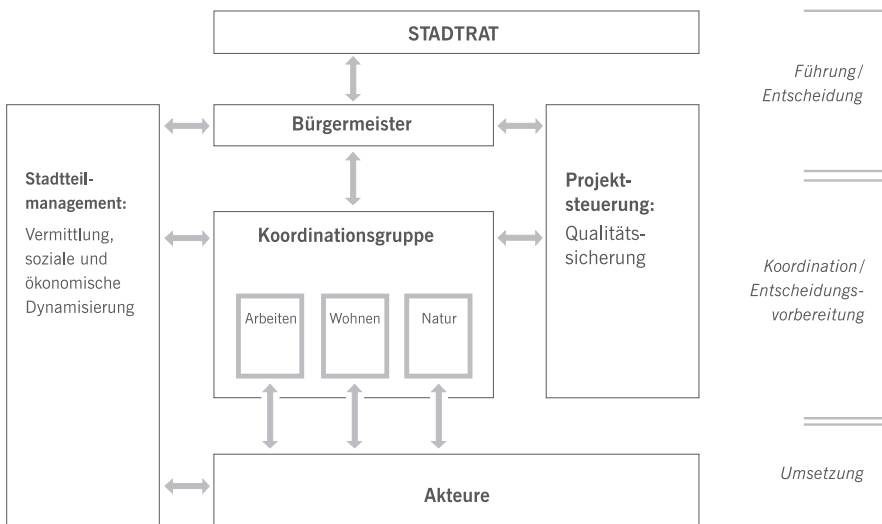 STADTRAT
Führung/
Entscheidung
Bürgermeister
Stadtteil-
management:
Vermittlung,
soziale und
ökonomische
Dynamisierung
Koordinationsgruppe
Arbeiten
Wohnen
Natur
Projekt-
steuerung:
Qualitäts-
sicherung
Koordination/
Entscheidungs-
vorbereitung
Akteure
Umsetzung